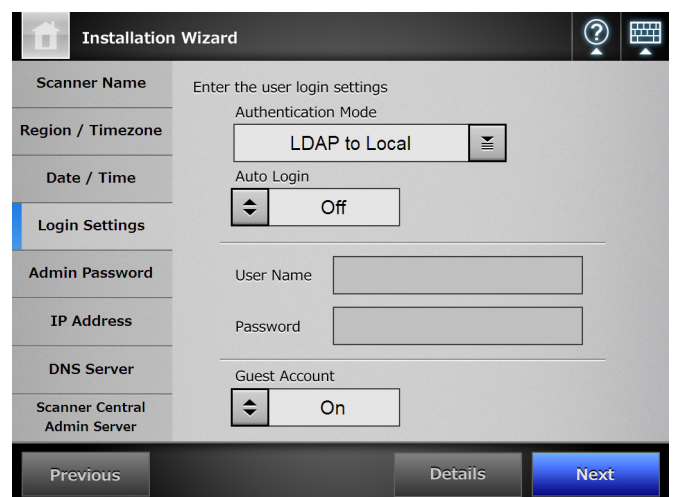 Installation Wizard
Scanner Name
Region / Timezone
Date / Time
Login Settings
Admin Password
IP Address
DNS Server
Scanner Central
Admin Server
Enter the user login settings
Authentication Mode
LDAP to Local
Auto Login
Off
User Name
Password
Guest Account
On
Previous
Details
Next